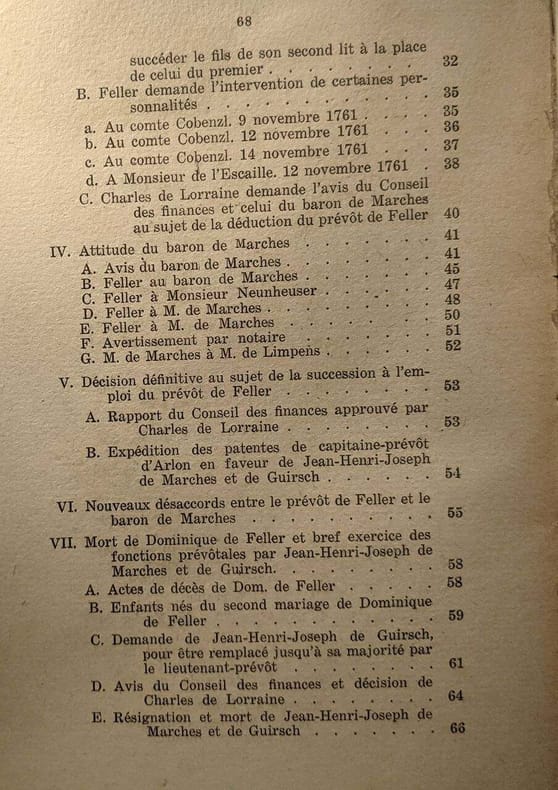 68
succéder le fils de son second lit à la place
de celui du premier . . . . . . . . 32
B. Feller demande l'intervention de certaines per-
sonnalités . . . . . . . . . . . 35
a. Au comte Cobenzl. 9 novembre 1761 . . . . 35
b. Au comte Cobenzl. 12 novembre 1761 . . . 36
c. Au comte Cobenzl. 14 novembre 1761 . . . 37
d. A Monsieur de l'Escaille. 12 novembre 1761 . 38
C. Charles de Lorraine demande l'avis du Conseil
des finances et celui du baron de Marches
au sujet de la déduction du prévôt de Feller 40
IV. Attitude du baron de Marches . . . . . . . 41
A. Avis du baron de Marches . . . . . . . . 41
B. Feller au baron de Marches . . . . . . . 45
C. Feller à Monsieur Neunheuser . . . . . . 47
D. Feller à M. de Marches . . . . . . . . . 48
E. Feller à M. de Marches . . . . . . . . 50
F. Avertissement par notaire . . . . . . . 51
G. M. de Marches à M. de Limpens . . . . . . 52
V. Décision définitive au sujet de la succession à l'em-
ploi du prévôt de Feller . . . . . . . . 53
A. Rapport du Conseil des finances approuvé par
Charles de Lorraine . . . . . . . . 53
B. Expédition des patentes de capitaine-prévôt
d'Arlon en faveur de Jean-Henri-Joseph
de Marches et de Guirsch . . . . . . 54
VI. Nouveaux désaccords entre le prévôt de Feller et le
baron de Marches . . . . . . . . . . 55
VII. Mort de Dominique de Feller et bref exercice des
fonctions prévôtales par Jean-Henri-Joseph de
Marches et de Guirsch. . . . . . . . . 58
A. Actes de décès de Dom. de Feller . . . . . 58
B. Enfants nés du second mariage de Dominique
de Feller . . . . . . . . . . . . 59
C. Demande de Jean-Henri-Joseph de Guirsch,
pour être remplacé jusqu'à sa majorité par
le lieutenant-prévôt . . . . . . . . 61
D. Avis du Conseil des finances et décision de
Charles de Lorraine . . . . . . . . 64
E. Résignation et mort de Jean-Henri-Joseph de
Marches et de Guirsch . . . . . . . 66